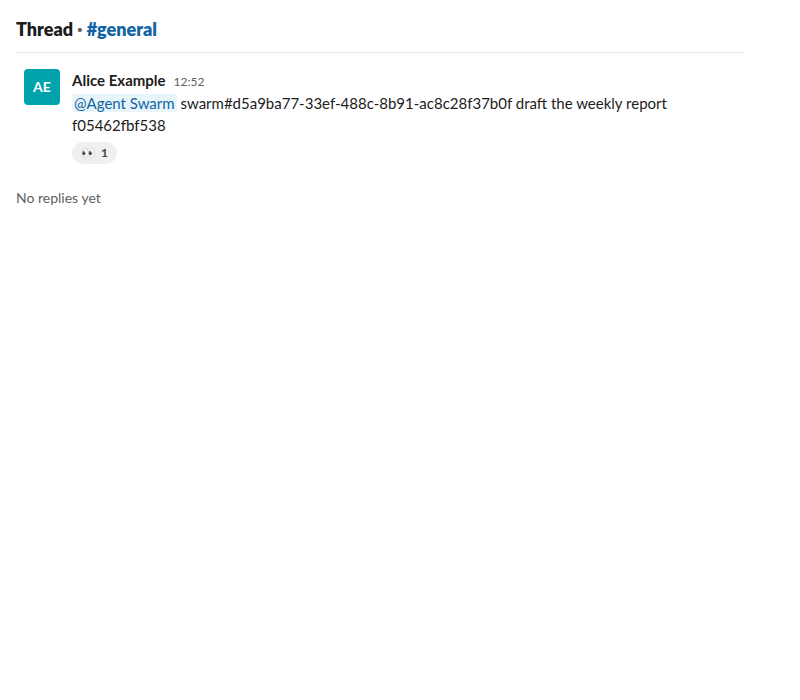 Thread • #general
AE
Alice Example 12:52
@Agent Swarm swarm#d5a9ba77-33ef-488c-8b91-ac8c28f37b0f draft the weekly report
f05462fbf538
👀 1
No replies yet